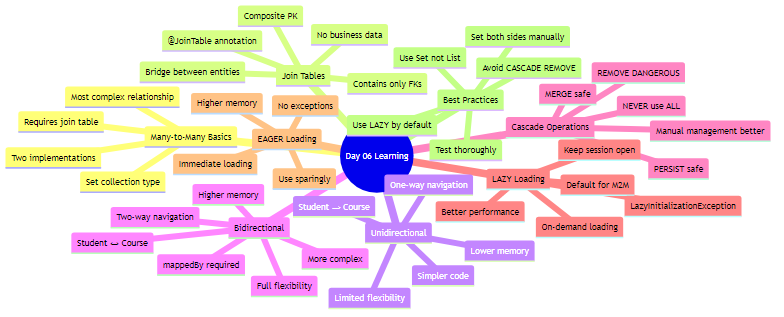 Day 06 Learning
Many-to-Many Basics
Most complex relationship
Requires join table
Two implementations
Set collection type
Join Tables
Composite PK
@JoinTable annotation
No business data
Bridge between entities
Contains only FKs
Best Practices
Set both sides manually
Use Set not List
Avoid CASCADE REMOVE
Use LAZY by default
Test thoroughly
Cascade Operations
REMOVE DANGEROUS
MERGE safe
NEVER use ALL
Manual management better
PERSIST safe
LAZY Loading
Keep session open
Default for M2M
LazyInitializationException
Better performance
On-demand loading
EAGER Loading
Higher memory
No exceptions
Immediate loading
Use sparingly
Bidirectional
Higher memory
Two-way navigation
Student ↔ Course
mappedBy required
Full flexibility
More complex
Unidirectional
One-way navigation
Student → Course
Lower memory
Simpler code
Limited flexibility